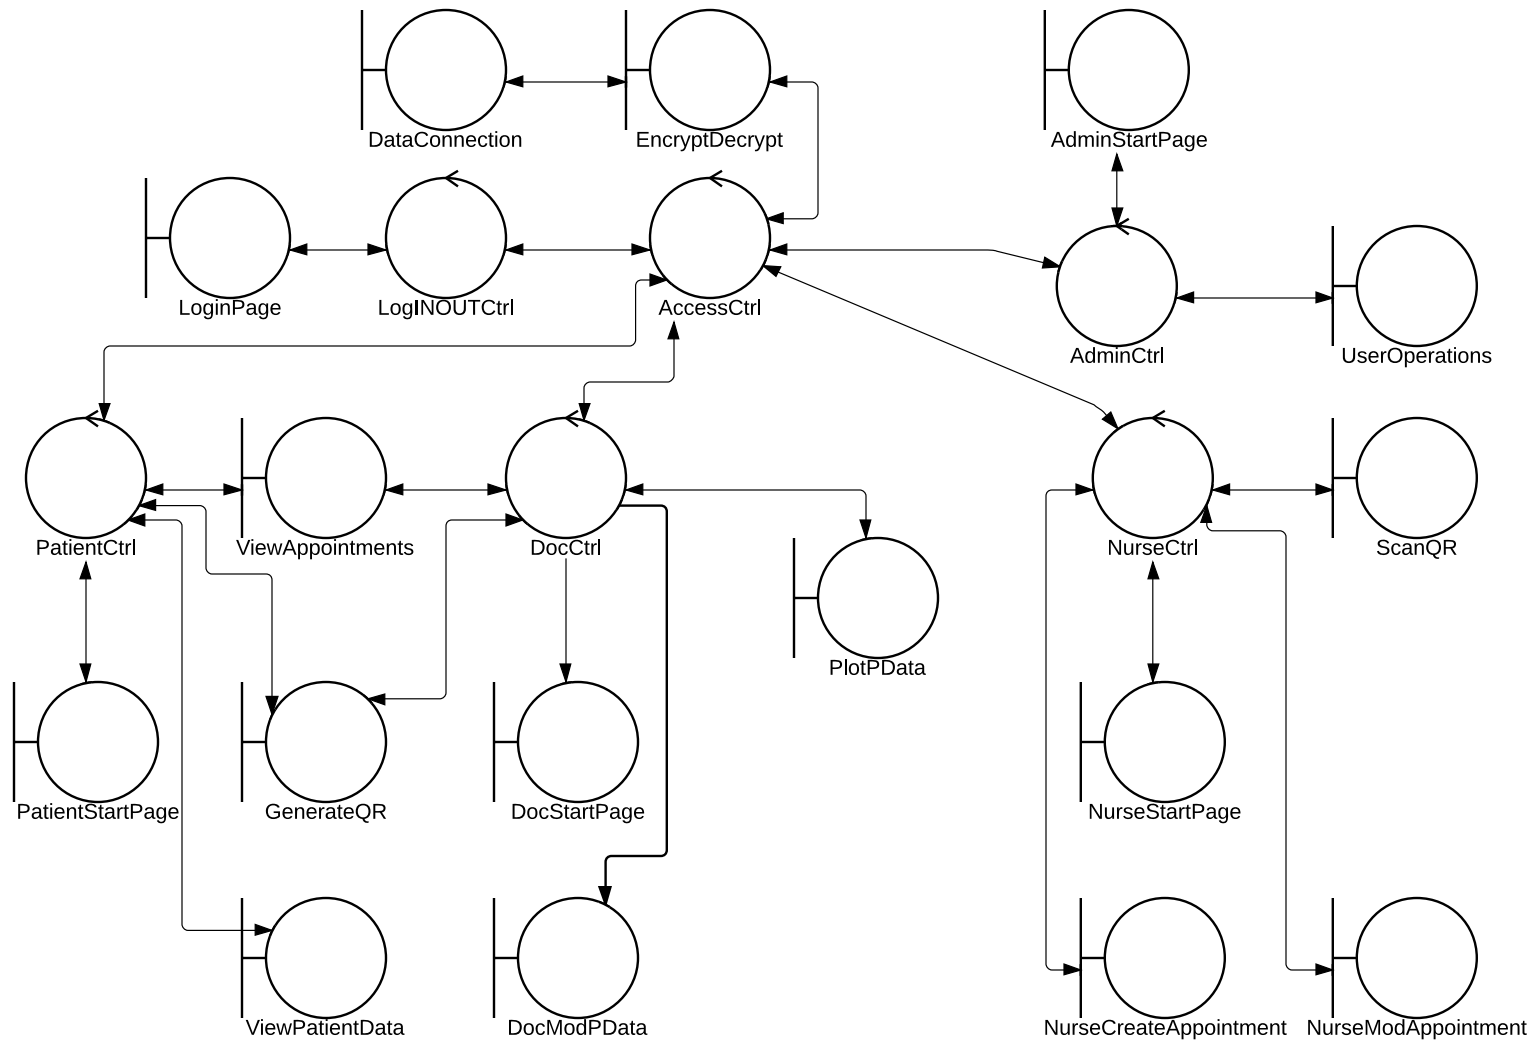 DataConnection
EncryptDecrypt
AdminStartPage
LoginPage
LogINOUTCtrl
AccessCtrl
AdminCtrl
UserOperations
PatientCtrl
ViewAppointments
DocCtrl
NurseCtrl
ScanQR
PlotPData
PatientStartPage
GenerateQR
DocStartPage
NurseStartPage
ViewPatientData
DocModPData
NurseCreateAppointment
NurseModAppointment